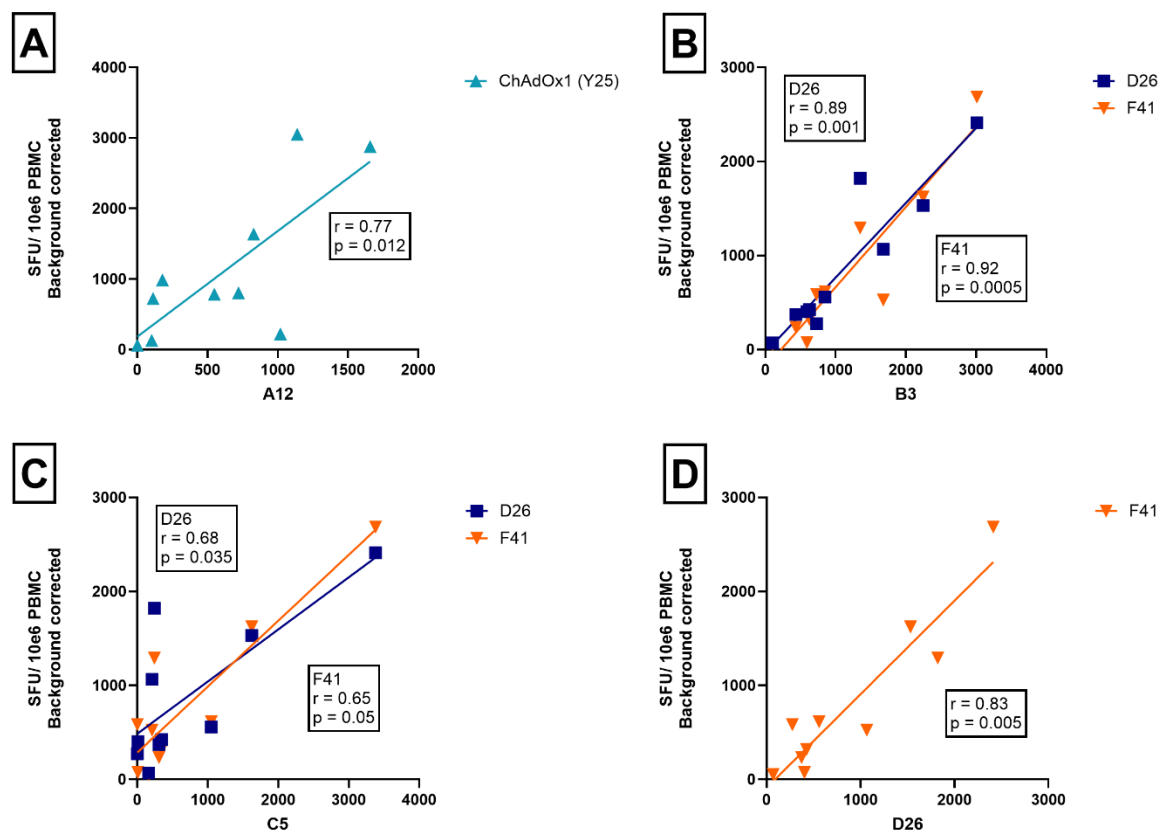 A
SFU/ 10e6 PBMC
Background corrected
4000
3000
2000
1000
0
0 500 1000 1500 2000
A12
ChAdOx1 (Y25)
r = 0.77
p = 0.012
B
SFU/ 10e6 PBMC
Background corrected
3000
2000
1000
0
0 1000 2000 3000 4000
B3
D26
F41
D26
r = 0.89
p = 0.001
F41
r = 0.92
p = 0.0005
C
SFU/ 10e6 PBMC
Background corrected
3000
2000
1000
0
0 1000 2000 3000 4000
C5
D26
F41
D26
r = 0.68
p = 0.035
F41
r = 0.65
p = 0.05
D
SFU/ 10e6 PBMC
Background corrected
3000
2000
1000
0
0 1000 2000 3000
D26
F41
r = 0.83
p = 0.005